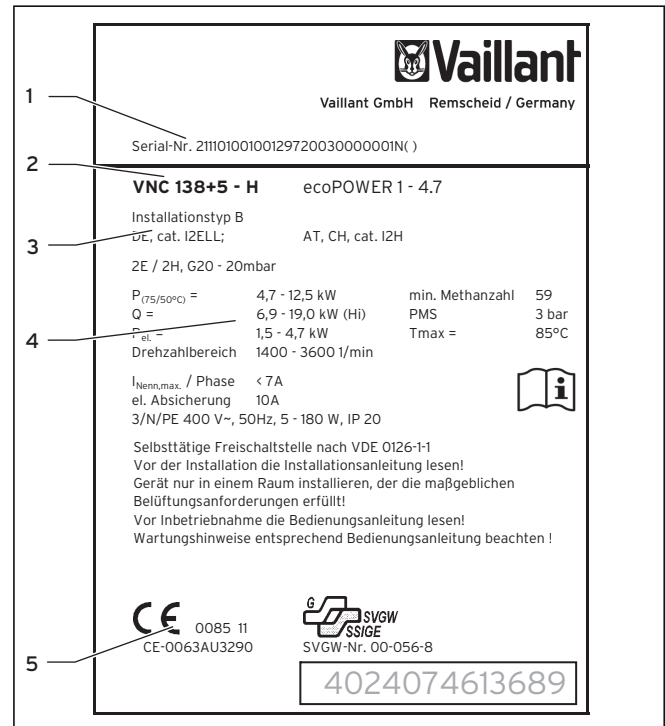 Vaillant
Vaillant GmbH Remscheid / Germany
1
Serial-Nr. 21110100100129720030000001N( )
2
VNC 138+5 - H ecoPOWER 1 - 4.7
Installationstyp B
3
DE, cat. I2ELL; AT, CH, cat. I2H
2E / 2H, G20 - 20mbar
P(75/50°C) = 4,7 - 12,5 kW min. Methanzahl 59
Q = 6,9 - 19,0 kW (Hi) PMS 3 bar
4
Pel. = 1,5 - 4,7 kW Tmax = 85°C
Drehzahlbereich 1400 - 3600 1/min
INenn,max. / Phase < 7A
i
el. Absicherung 10A
3/N/PE 400 V~, 50Hz, 5 - 180 W, IP 20
Selbsttätige Freischaltstelle nach VDE 0126-1-1
Vor der Installation die Installationsanleitung lesen!
Gerät nur in einem Raum installieren, der die maßgeblichen
Belüftungsanforderungen erfüllt!
Vor Inbetriebnahme die Bedienungsanleitung lesen!
Wartungshinweise entsprechend Bedienungsanleitung beachten !
G
SVGW
SSIGE
CE 0085 11
CE-0063AU3290 SVGW-Nr. 00-056-8
5
4024074613689